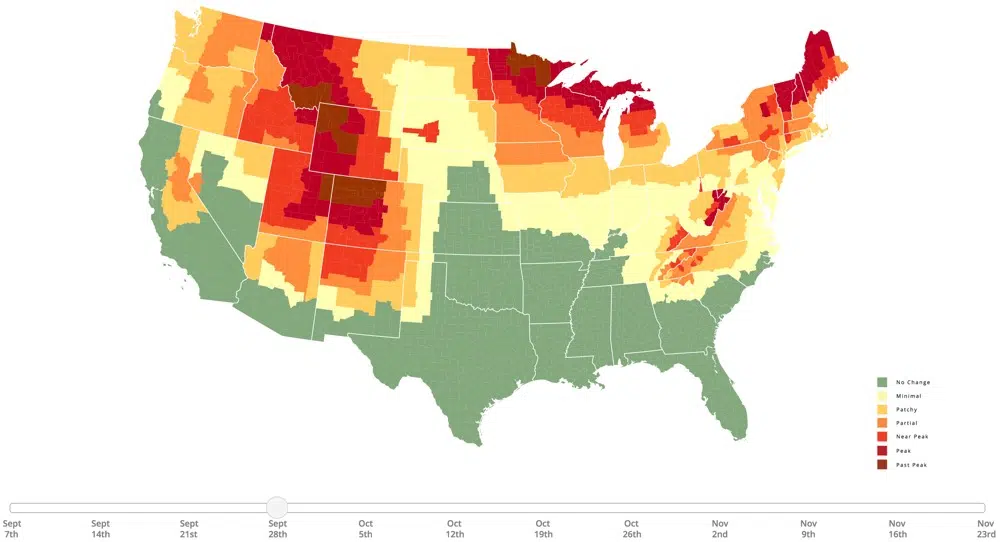 No Change
Minimal
Patchy
Partial
Near Peak
Peak
Past Peak
Sept 7th
Sept 14th
Sept 21st
Sept 28th
Oct 5th
Oct 12th
Oct 19th
Oct 26th
Nov 2nd
Nov 9th
Nov 16th
Nov 23rd